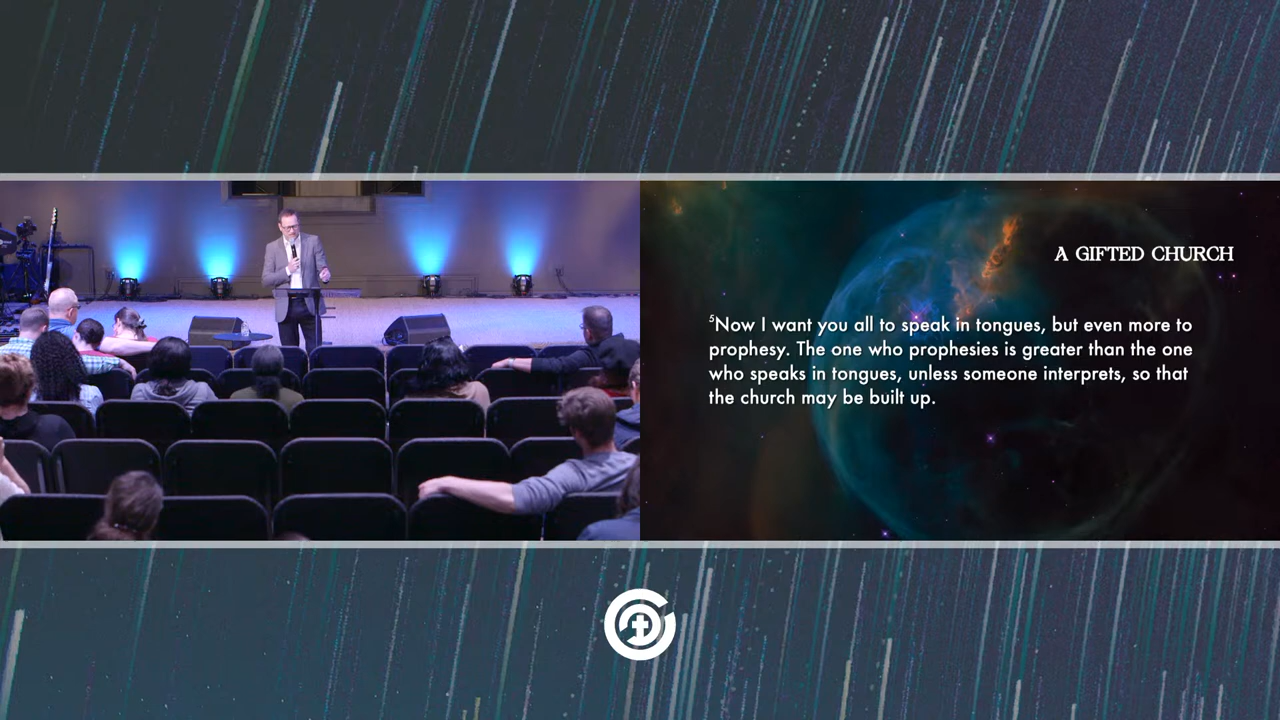 A GIFTED CHURCH
⁵Now I want you all to speak in tongues, but even more to
prophesy. The one who prophesies is greater than the one
who speaks in tongues, unless someone interprets, so that
the church may be built up.